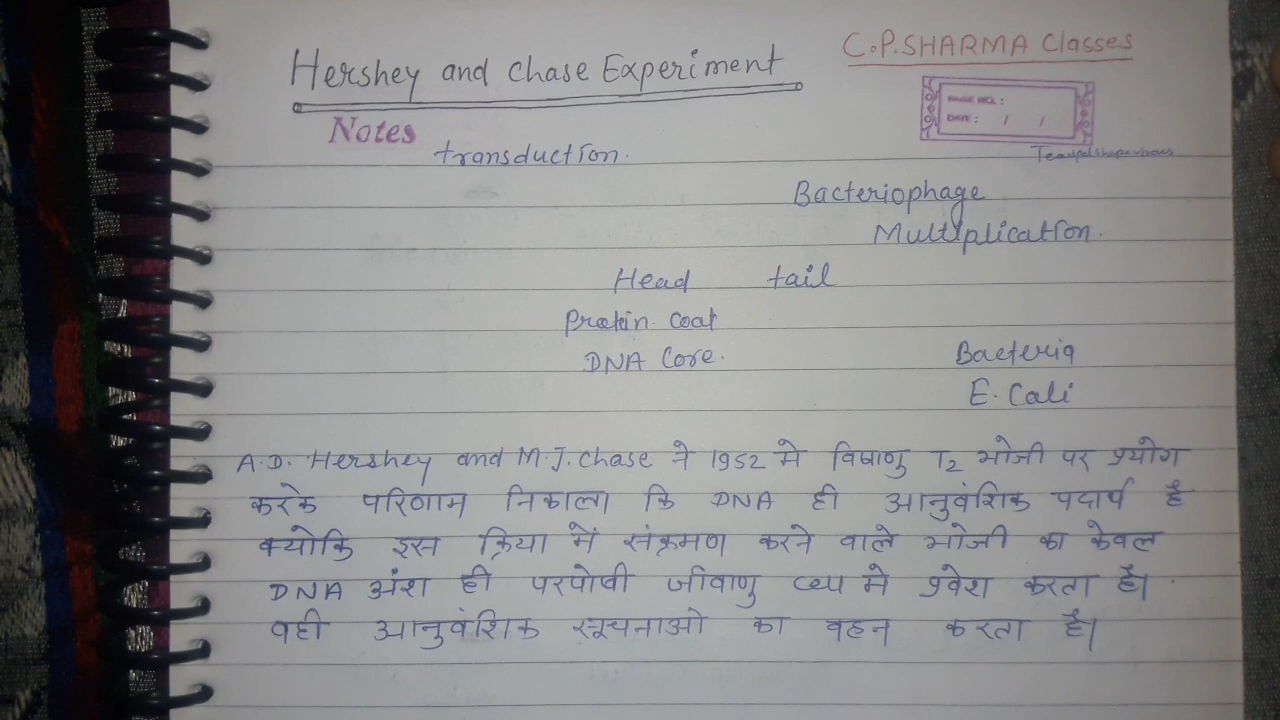 Hershey and Chase Experiment
C.P.SHARMA Classes
PAGE NO.:
DATE: / /
Notes
transduction.
Bacteriophage
Multiplication.
Head tail
Protein coat
DNA Core.
Bacteria
E. Cali
A.D. Hershey and M.J. Chase ने 1952 मे विषाणु T2 भोजी पर प्रयोग
करके परिणाम निकाला कि DNA ही आनुवंशिक पदार्थ है
क्योकि इस क्रिया में संक्रमण करने वाले भोजी का केवल
DNA अंश ही परपोषी जीवाणु cell मे प्रवेश करता है।
वही आनुवंशिक सूचनाओ का वहन करता है।